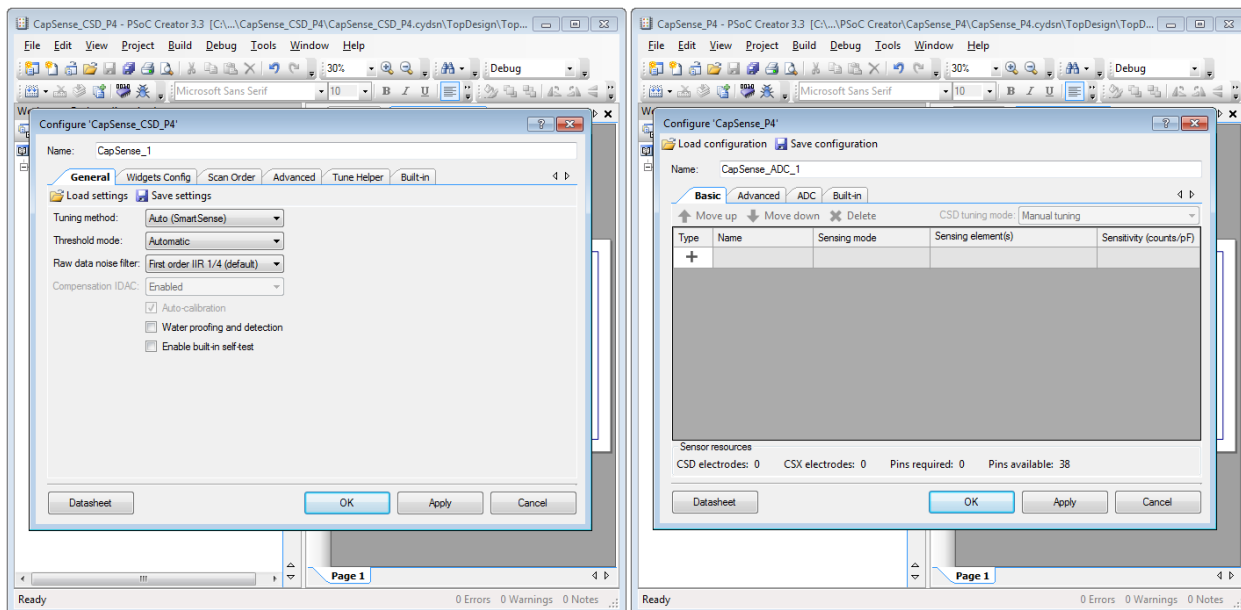 CapSense_CSD_P4 - PSoC Creator 3.3 [C:\...\CapSense_CSD_P4\CapSense_CSD_P4.cydsn\TopDesign\Top...
File Edit View Project Build Debug Tools Window Help
30% Debug
Microsoft Sans Serif 10 B I U
Configure 'CapSense_CSD_P4'
Name: CapSense_1
General Widgets Config Scan Order Advanced Tune Helper Built-in
Load settings Save settings
Tuning method: Auto (SmartSense)
Threshold mode: Automatic
Raw data noise filter: First order IIR 1/4 (default)
Compensation IDAC: Enabled
Auto-calibration
Water proofing and detection
Enable built-in self-test
Datasheet OK Apply Cancel
Page 1
Ready 0 Errors 0 Warnings 0 Notes
CapSense_P4 - PSoC Creator 3.3 [C:\...\PSoC Creator\CapSense_P4\CapSense_P4.cydsn\TopDesign\TopD...
File Edit View Project Build Debug Tools Window Help
30% Debug
Microsoft Sans Serif 10 B I U
Configure 'CapSense_P4'
Load configuration Save configuration
Name: CapSense_ADC_1
Basic Advanced ADC Built-in
Move up Move down Delete CSD tuning mode: Manual tuning
Type Name Sensing mode Sensing element(s) Sensitivity (counts/pF)
Sensor resources
CSD electrodes: 0 CSX electrodes: 0 Pins required: 0 Pins available: 38
Datasheet OK Apply Cancel
Page 1
Ready 0 Errors 0 Warnings 0 Notes